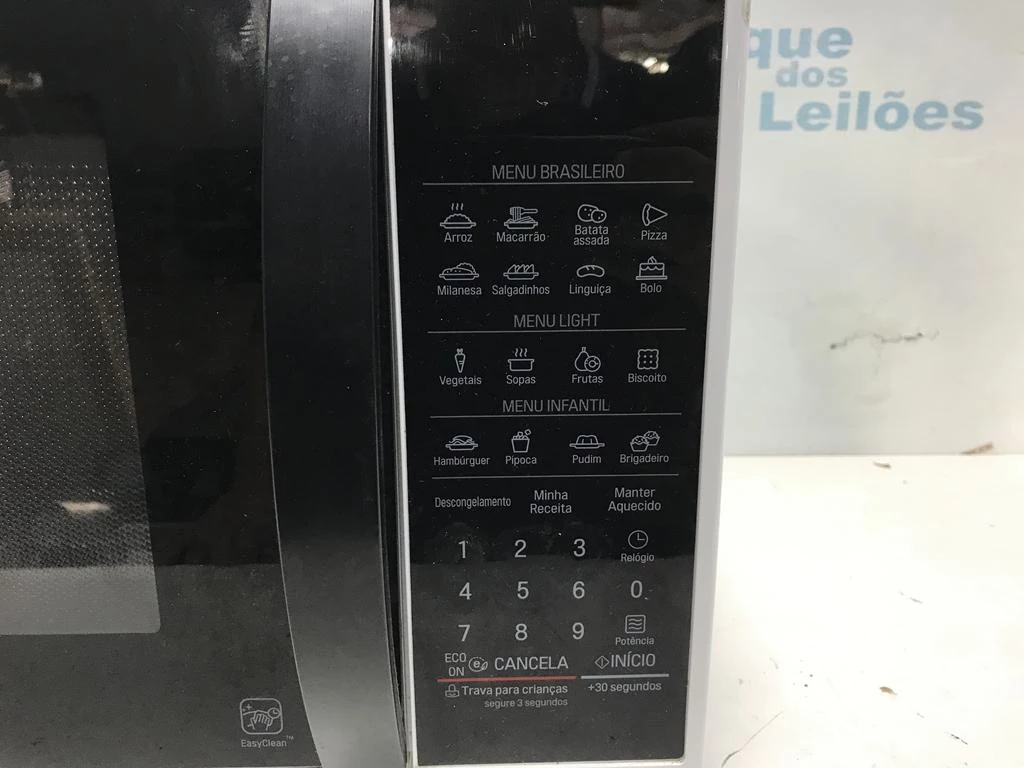 que
dos
Leilões
MENU BRASILEIRO
Arroz Macarrão Batata assada Pizza
Milanesa Salgadinhos Linguiça Bolo
MENU LIGHT
Vegetais Sopas Frutas Biscoito
MENU INFANTIL
Hambúrguer Pipoca Pudim Brigadeiro
Descongelamento Minha Receita Manter Aquecido
1 2 3 Relógio
4 5 6 0
7 8 9 Potência
ECO ON e CANCELA INÍCIO
Trava para crianças +30 segundos
segure 3 segundos
EasyClean™